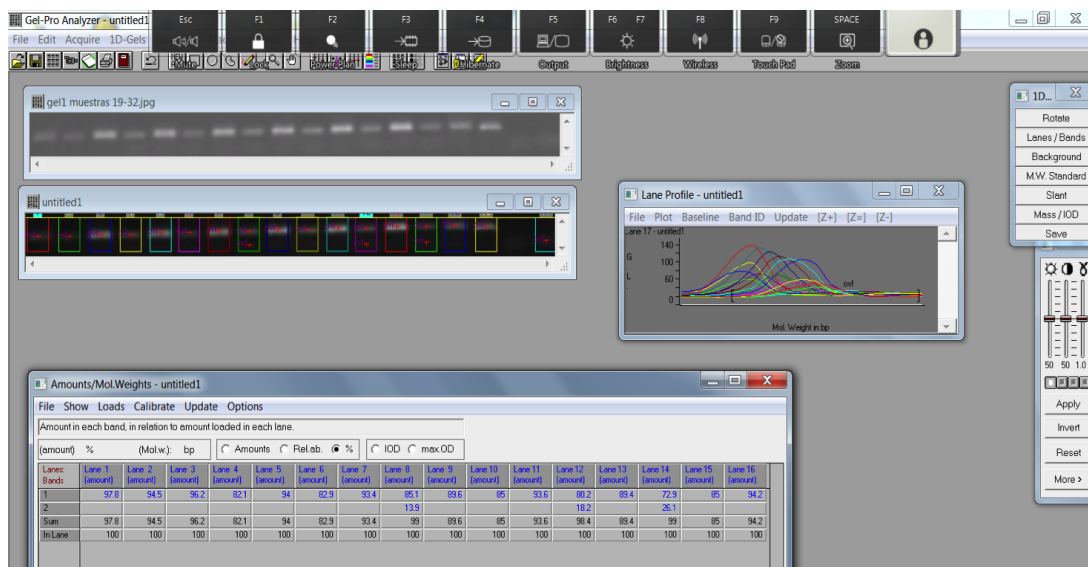 Gel-Pro Analyzer - untitled1
Esc F1 F2 F3 F4 F5 F6 F7 F8 F9 SPACE
File Edit Acquire 1D-Gels
Mute Lock Power Plant Sleep Hibernate Output Brightness Wireless Touch Pad Zoom
gel1 muestras 19-32.jpg
untitled1
Lane Profile - untitled1
File Plot Baseline Band ID Update [Z+] [Z=] [Z-]
Lane 17 - untitled1
140
G
100
L
60
ovf
0
Mol. Weight in bp
1D...
Rotate
Lanes / Bands
Background
M.W. Standard
Slant
Mass / IOD
Save
50 50 1.0
Apply
Invert
Reset
More >
Amounts/Mol.Weights - untitled1
File Show Loads Calibrate Update Options
Amount in each band, in relation to amount loaded in each lane.
(amount) % (Mol.w.): bp Amounts Rel.ab. % IOD max.OD
Lanes: Lane 1 Lane 2 Lane 3 Lane 4 Lane 5 Lane 6 Lane 7 Lane 8 Lane 9 Lane 10 Lane 11 Lane 12 Lane 13 Lane 14 Lane 15 Lane 16
Bands (amount) (amount) (amount) (amount) (amount) (amount) (amount) (amount) (amount) (amount) (amount) (amount) (amount) (amount) (amount) (amount)
1 97.8 94.5 96.2 82.1 94 82.9 93.4 85.1 89.6 85 93.6 80.2 89.4 72.9 85 94.2
2 13.9 18.2 26.1
Sum 97.8 94.5 96.2 82.1 94 82.9 93.4 99 89.6 85 93.6 98.4 89.4 99 85 94.2
In Lane 100 100 100 100 100 100 100 100 100 100 100 100 100 100 100 100